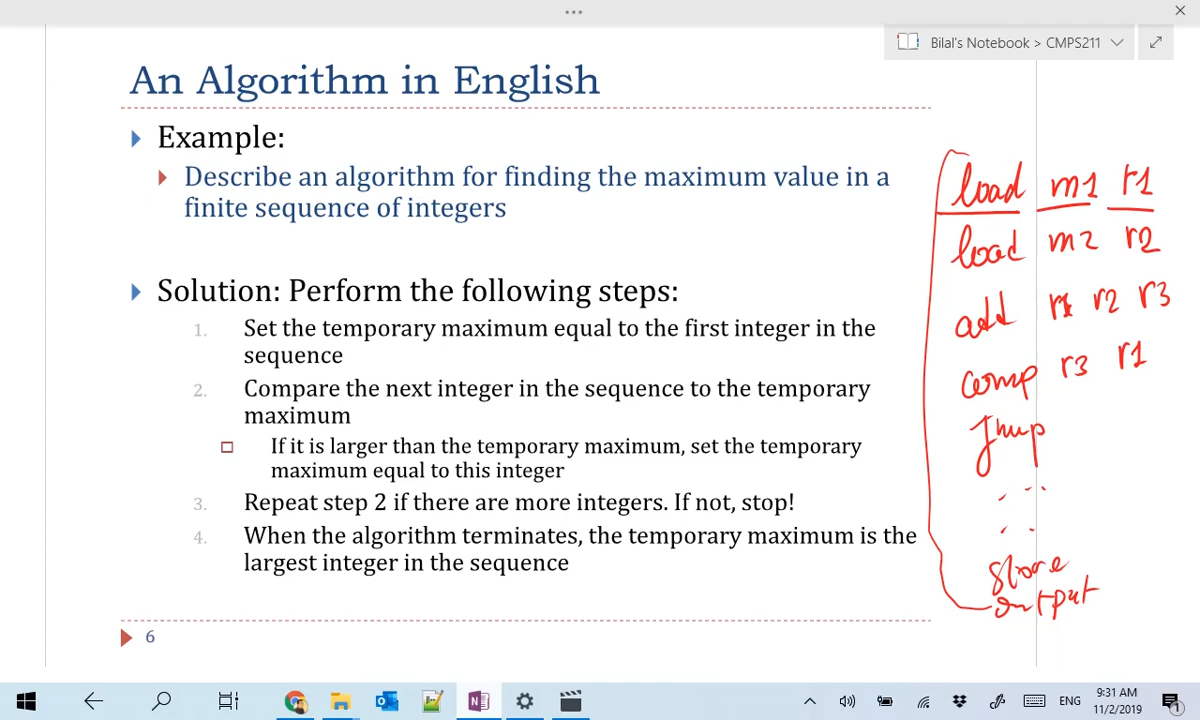 Bilal's Notebook > CMPS211
An Algorithm in English
Example:
Describe an algorithm for finding the maximum value in a
finite sequence of integers
Solution: Perform the following steps:
1. Set the temporary maximum equal to the first integer in the
sequence
2. Compare the next integer in the sequence to the temporary
maximum
If it is larger than the temporary maximum, set the temporary
maximum equal to this integer
3. Repeat step 2 if there are more integers. If not, stop!
4. When the algorithm terminates, the temporary maximum is the
largest integer in the sequence
6
load m1 r1
load m2 r2
add r1 r2 r3
comp r3 r1
Jmup
store
output
ENG
9:31 AM
11/2/2019
1